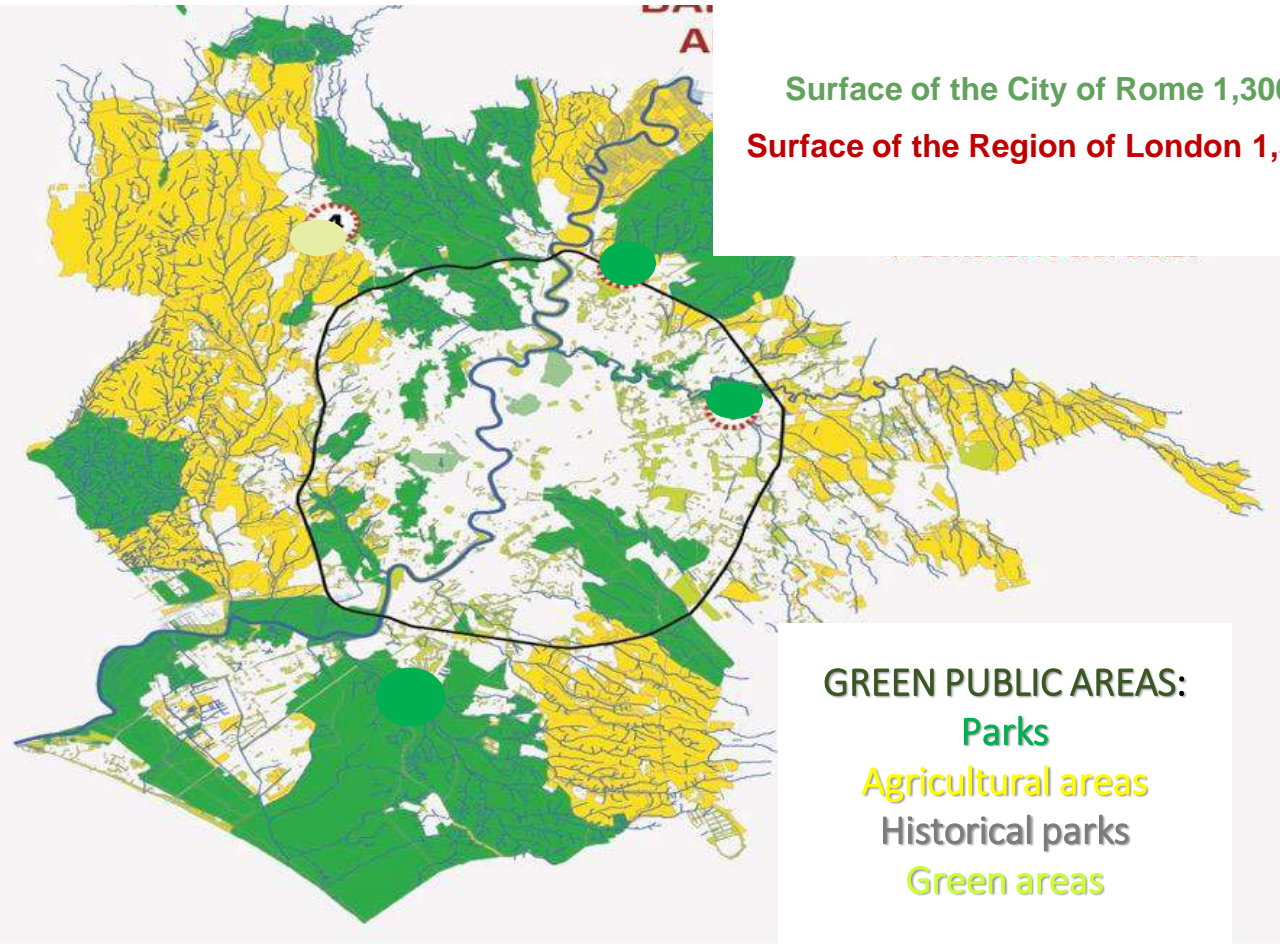 Surface of the City of Rome 1,300
Surface of the Region of London 1,
GREEN PUBLIC AREAS:
Parks
Agricultural areas
Historical parks
Green areas